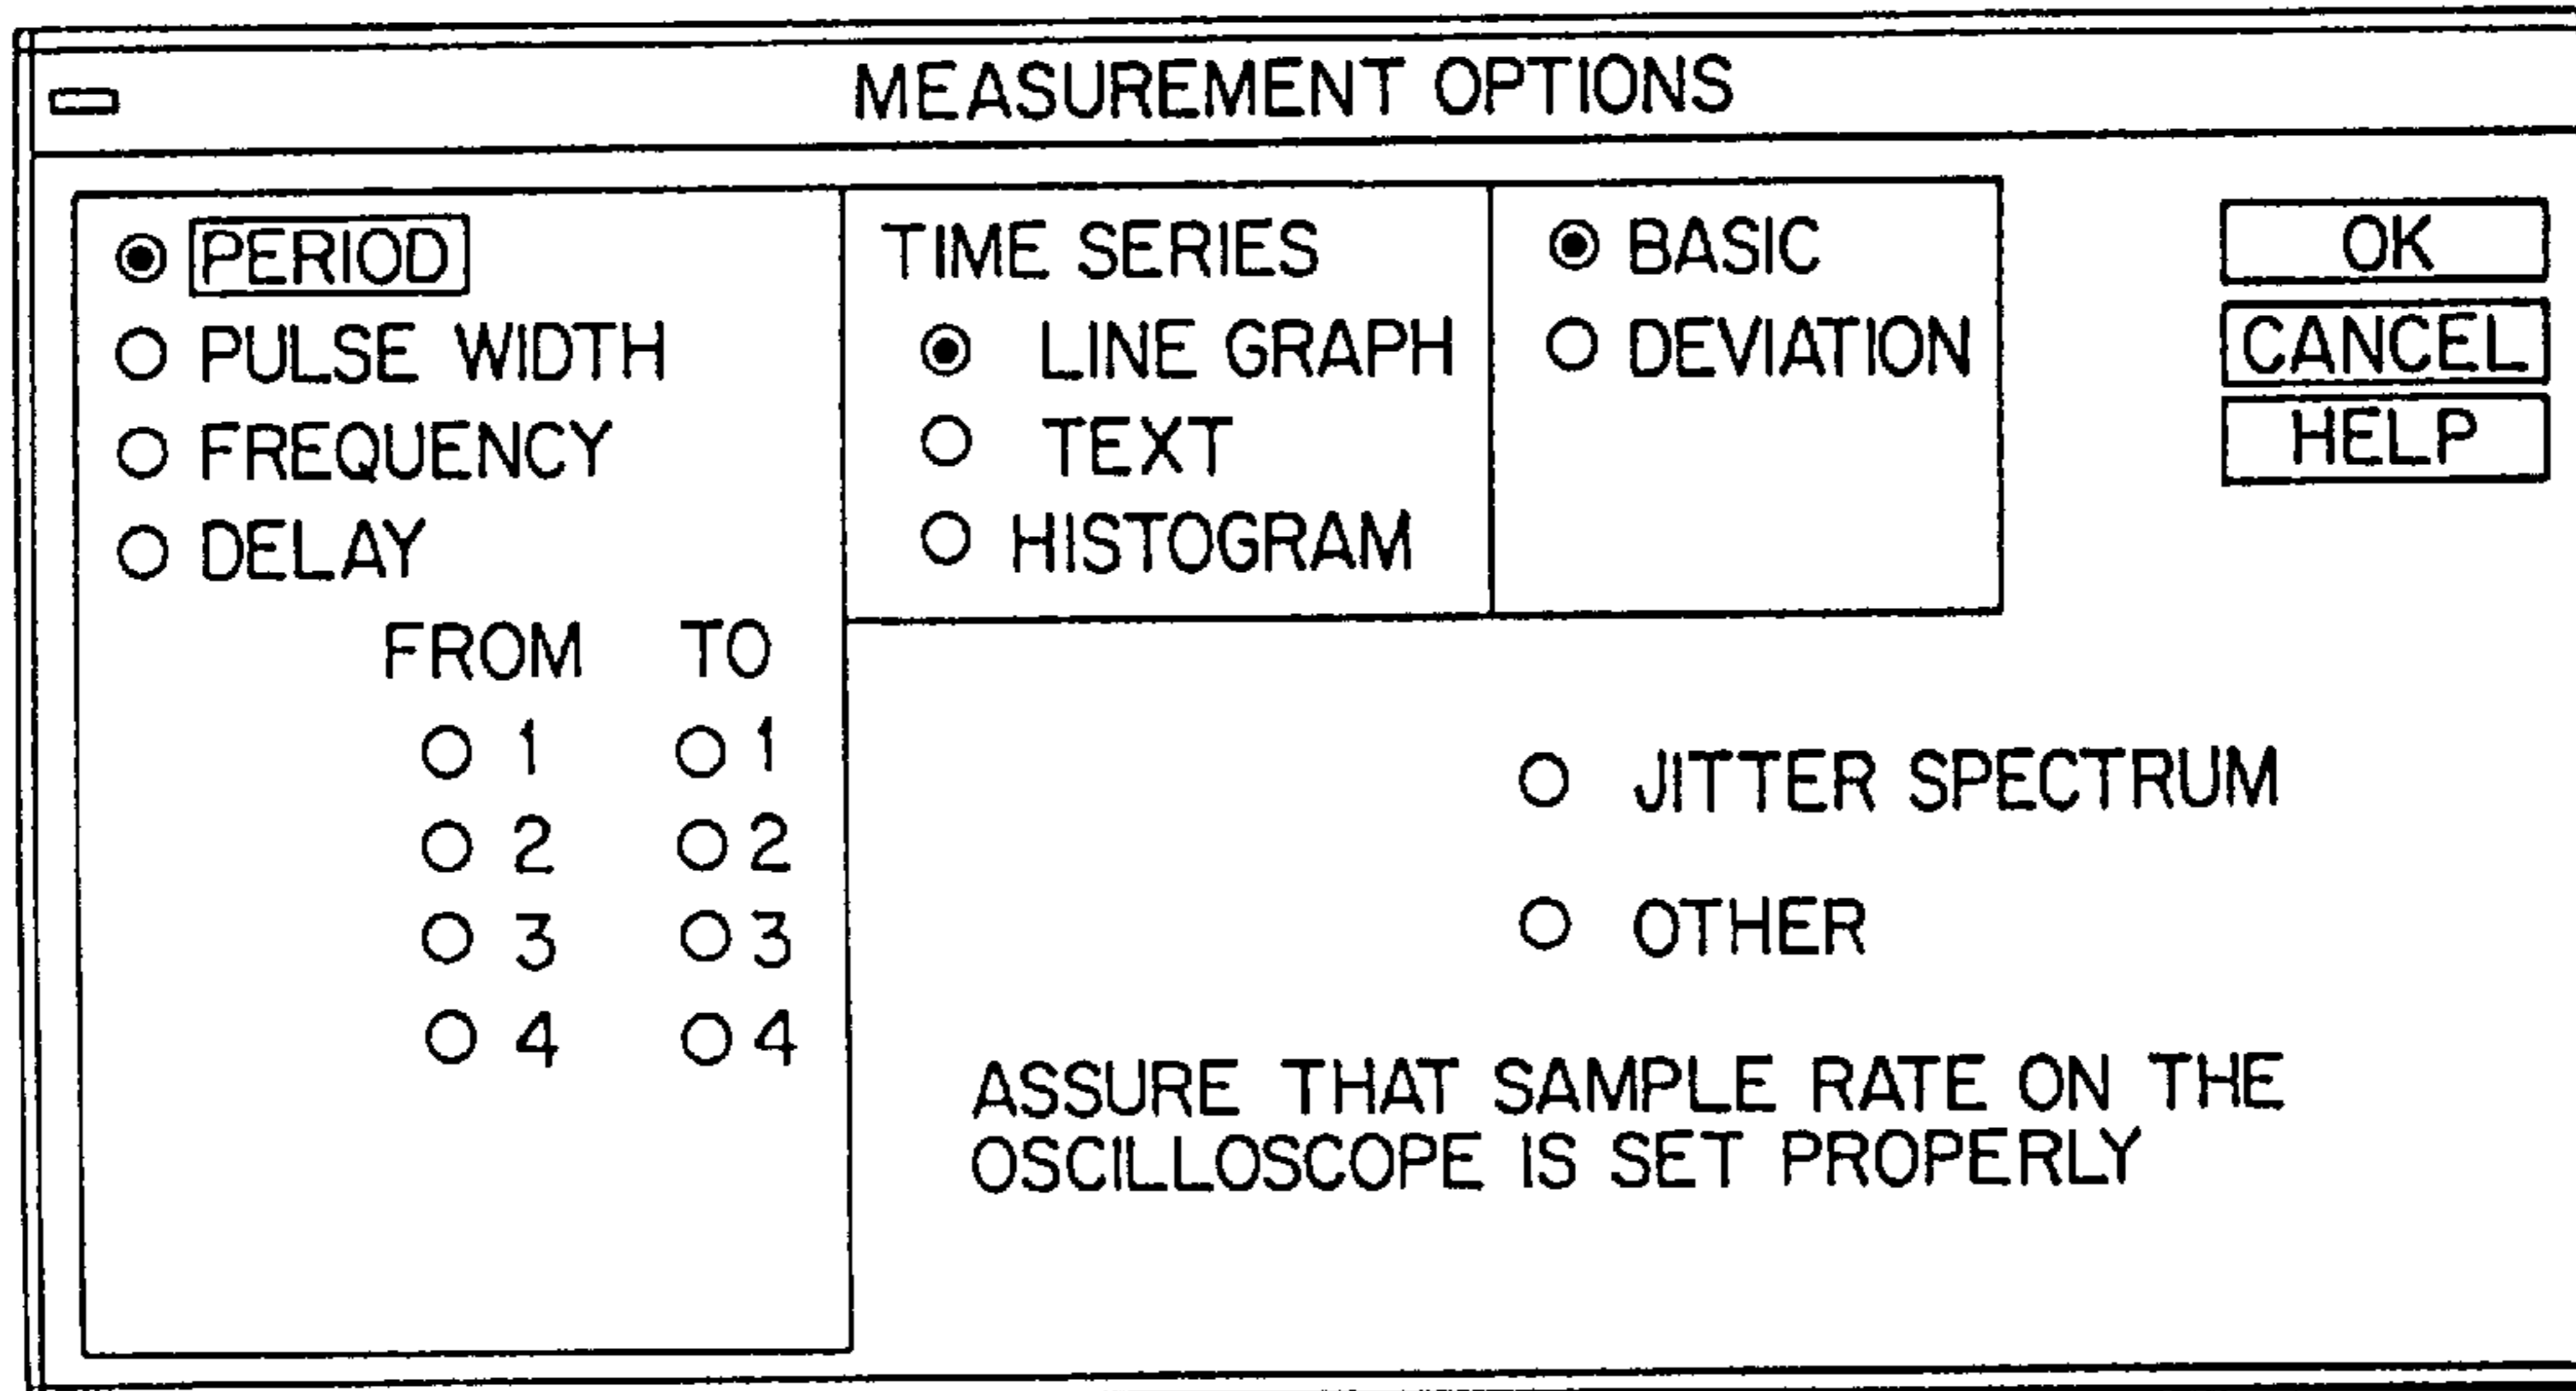 MEASUREMENT OPTIONS
PERIOD
PULSE WIDTH
FREQUENCY
DELAY
FROM TO
1 1
2 2
3 3
4 4
TIME SERIES
LINE GRAPH
TEXT
HISTOGRAM
BASIC
DEVIATION
OK
CANCEL
HELP
JITTER SPECTRUM
OTHER
ASSURE THAT SAMPLE RATE ON THE
OSCILLOSCOPE IS SET PROPERLY